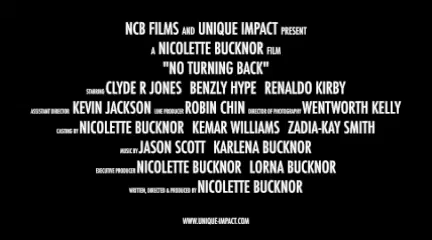 NCB FILMS AND UNIQUE IMPACT PRESENT
A NICOLETTE BUCKNOR FILM
"NO TURNING BACK"
STARRING CLYDE R JONES BENZLY HYPE RENALDO KIRBY
ASSISTANT DIRECTOR KEVIN JACKSON LINE PRODUCER ROBIN CHIN DIRECTOR OF PHOTOGRAPHY WENTWORTH KELLY
CASTING BY NICOLETTE BUCKNOR KEMAR WILLIAMS ZADIA-KAY SMITH
MUSIC BY JASON SCOTT KARLENA BUCKNOR
EXECUTIVE PRODUCER NICOLETTE BUCKNOR LORNA BUCKNOR
WRITTEN, DIRECTED & PRODUCED BY NICOLETTE BUCKNOR
WWW.UNIQUE-IMPACT.COM